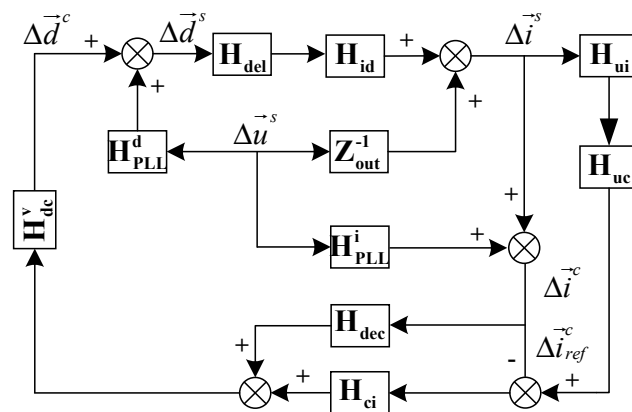 Δd⃗ᶜ + Δd⃗ˢ H_del H_id + Δi⃗ˢ H_ui
+ +
H^d_PLL Δu⃗ˢ Z⁻¹_out H_uc
H^v_dc + H^i_PLL +
Δi⃗ᶜ
H_dec Δi⃗ᶜ_ref
+ -
+ H_ci +